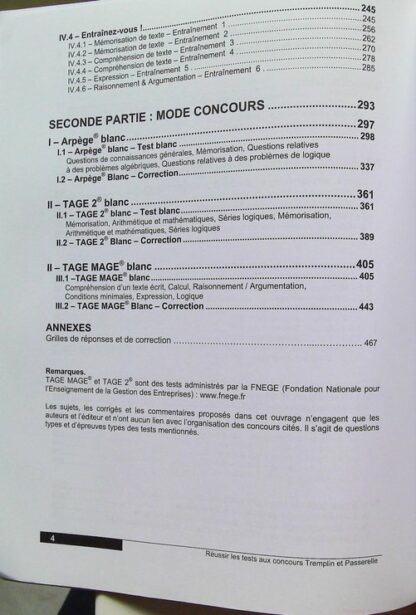 IV.4 – Entraînez-vous ! 245
IV.4.1 – Mémorisation de texte – Entraînement 1 245
IV.4.2 – Mémorisation de texte – Entraînement 2 256
IV.4.3 – Compréhension de texte – Entraînement 3 262
IV.4.4 – Compréhension de texte – Entraînement 4 270
IV.4.5 – Expression – Entraînement 5 278
IV.4.6 – Raisonnement & Argumentation – Entraînement 6 285
SECONDE PARTIE : MODE CONCOURS 293
I – Arpège® blanc 297
I.1 – Arpège® blanc – Test blanc 298
Questions de connaissances générales, Mémorisation, Questions relatives
à des problèmes algébriques, Questions relatives à des problèmes de logique
I.2 – Arpège® Blanc – Correction 337
II – TAGE 2® blanc 361
II.1 – TAGE 2® blanc – Test blanc 361
Mémorisation, Arithmétique et mathématiques, Séries logiques, Mémorisation,
Arithmétique et mathématiques, Séries logiques
II.2 – TAGE 2® Blanc – Correction 389
II – TAGE MAGE® blanc 405
III.1 –TAGE MAGE® blanc 405
Compréhension d'un texte écrit, Calcul, Raisonnement / Argumentation,
Conditions minimales, Expression, Logique
III.2 – TAGE MAGE® Blanc – Correction 443
ANNEXES
Grilles de réponses et de correction 467
Remarques.
TAGE MAGE® et TAGE 2® sont des tests administrés par la FNEGE (Fondation Nationale pour
l'Enseignement de la Gestion des Entreprises) : www.fnege.fr
Les sujets, les corrigés et les commentaires proposés dans cet ouvrage n'engagent que les
auteurs et l'éditeur et n'ont aucun lien avec l'organisation des concours cités. Il s'agit de questions
types et d'épreuves types des tests mentionnés.
4
Réussir les tests aux concours Tremplin et Passerelle